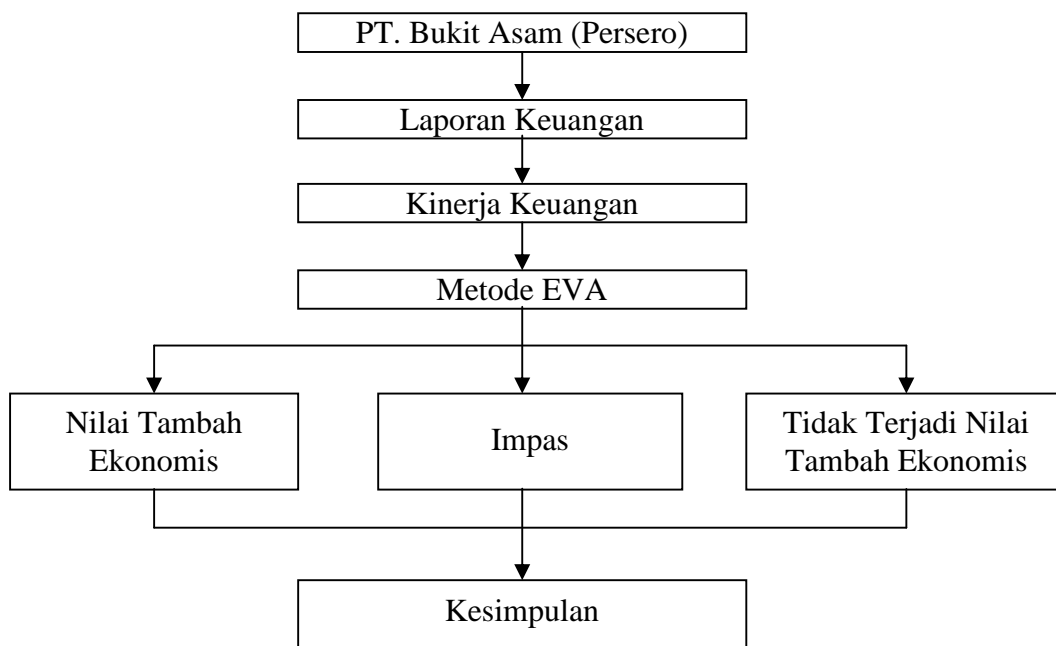 PT. Bukit Asam (Persero)
Laporan Keuangan
Kinerja Keuangan
Metode EVA
Nilai Tambah
Ekonomis
Impas
Tidak Terjadi Nilai
Tambah Ekonomis
Kesimpulan